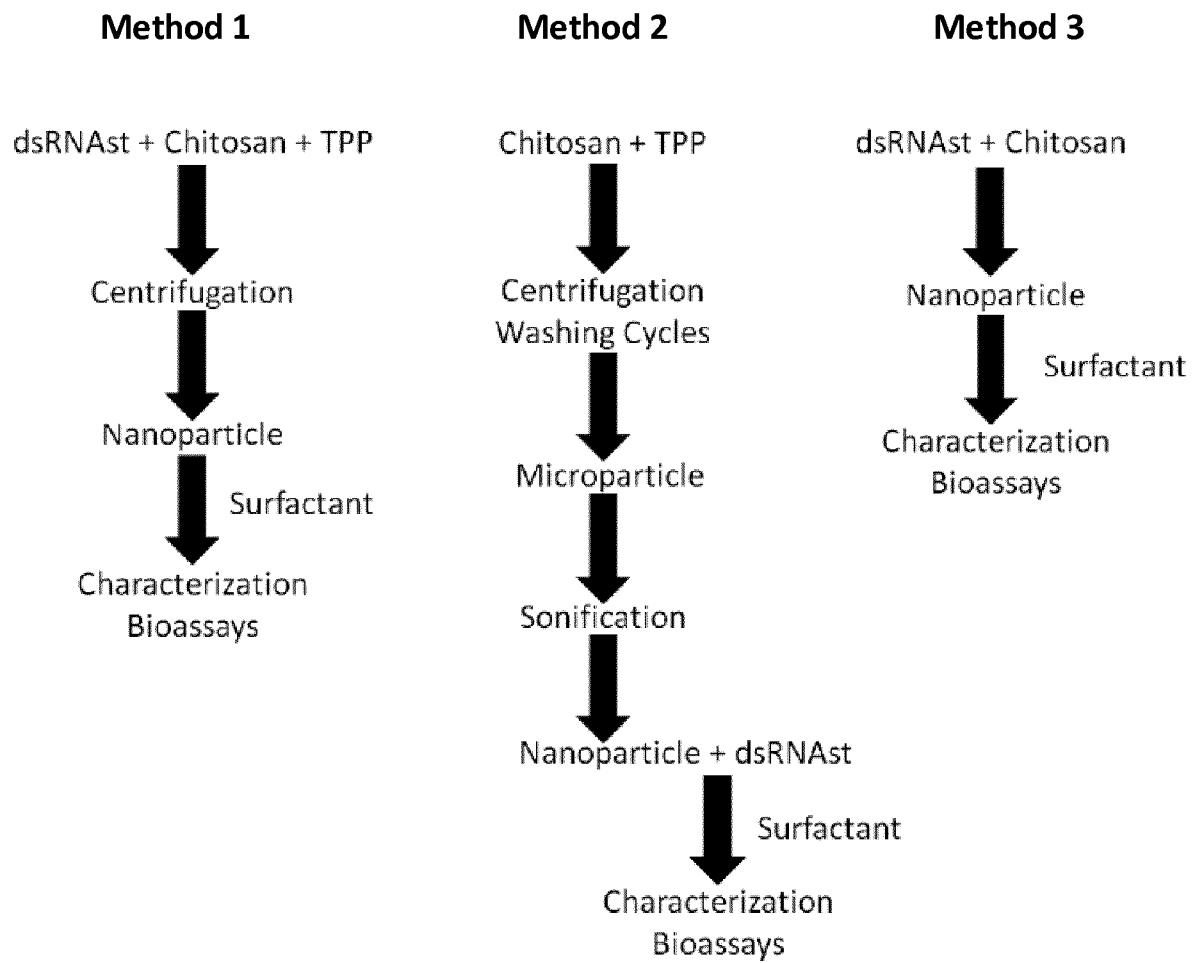 Method 1
dsRNAst + Chitosan + TPP
Centrifugation
Nanoparticle
Surfactant
Characterization
Bioassays
Method 2
Chitosan + TPP
Centrifugation
Washing Cycles
Microparticle
Sonification
Nanoparticle + dsRNAst
Surfactant
Characterization
Bioassays
Method 3
dsRNAst + Chitosan
Nanoparticle
Surfactant
Characterization
Bioassays